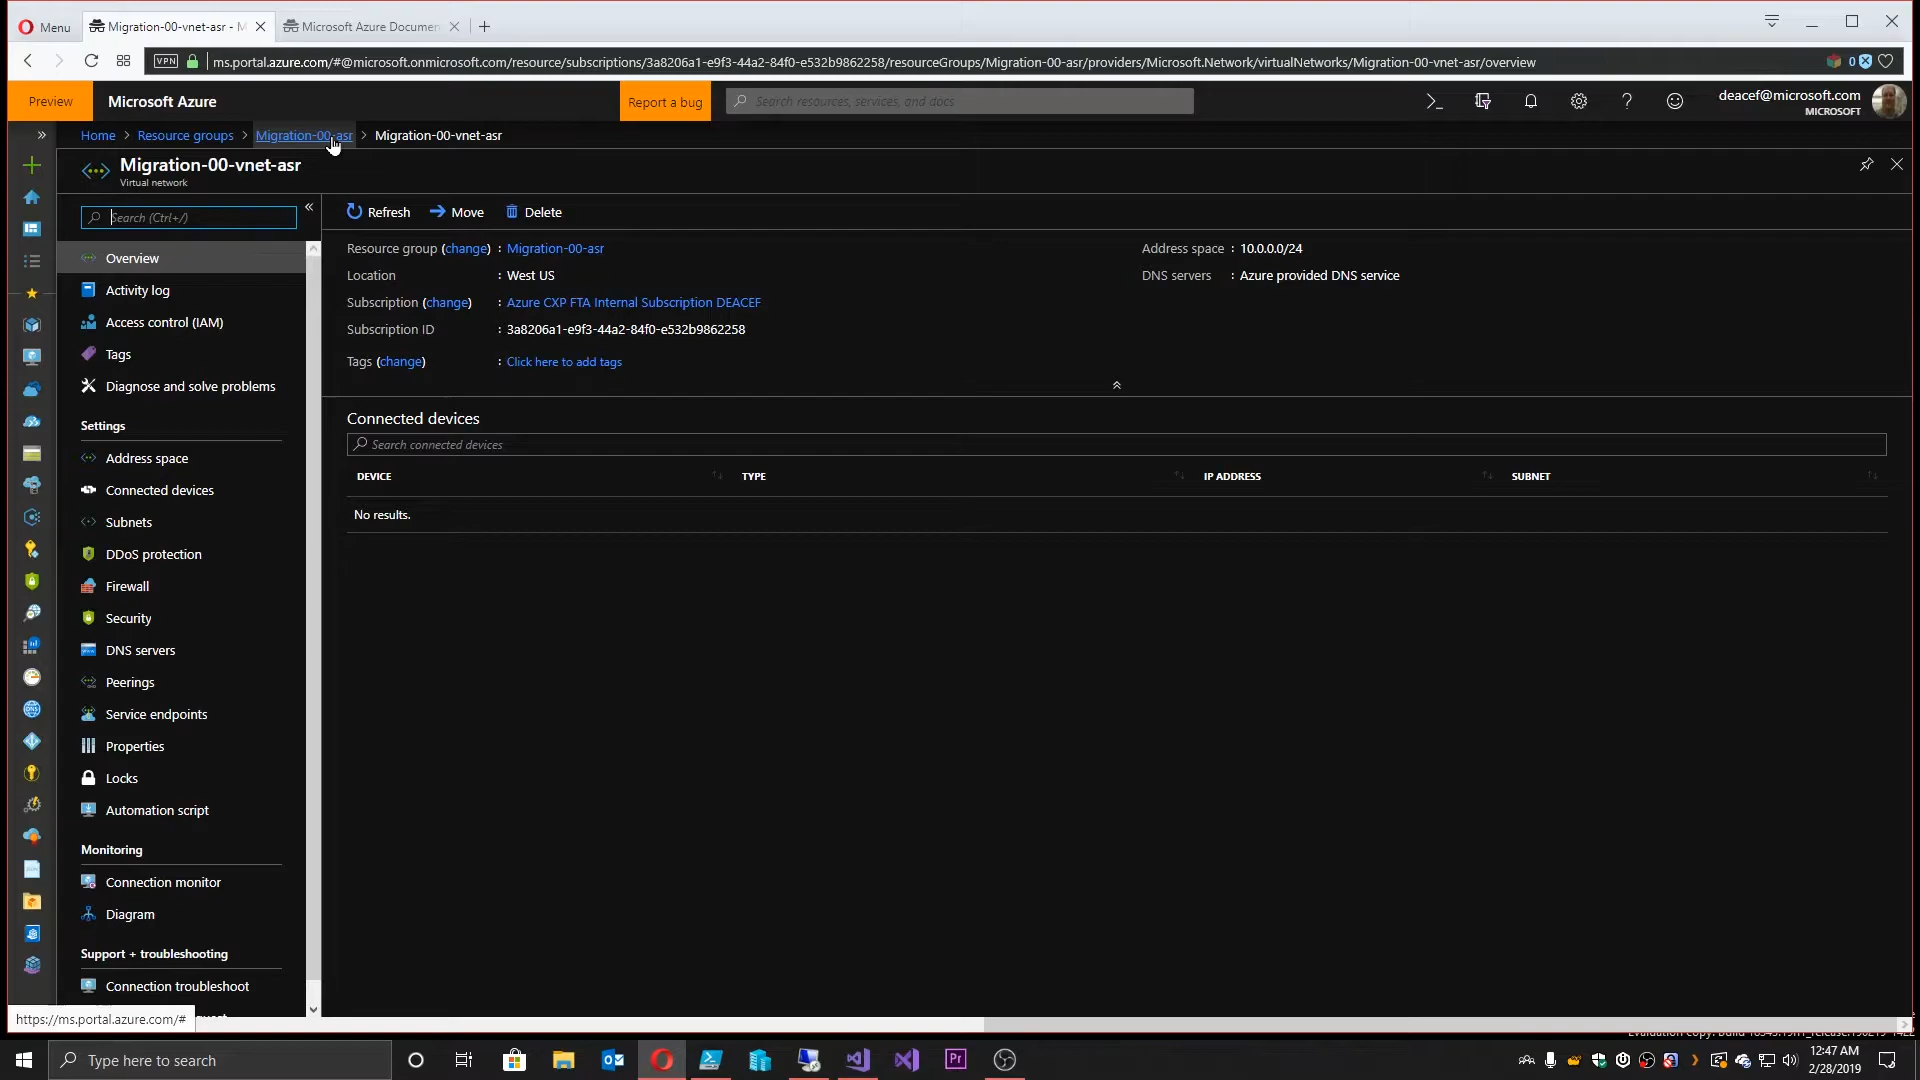 Menu
Migration-00-vnet-asr - M
Microsoft Azure Documen
VPN
ms.portal.azure.com/#@microsoft.onmicrosoft.com/resource/subscriptions/3a8206a1-e9f3-44a2-84f0-e532b9862258/resourceGroups/Migration-00-asr/providers/Microsoft.Network/virtualNetworks/Migration-00-vnet-asr/overview
0
Preview
Microsoft Azure
Report a bug
Search resources, services, and docs
deacef@microsoft.com
MICROSOFT
Home > Resource groups > Migration-00-asr > Migration-00-vnet-asr
Migration-00-vnet-asr
Virtual network
Search (Ctrl+/)
Overview
Activity log
Access control (IAM)
Tags
Diagnose and solve problems
Settings
Address space
Connected devices
Subnets
DDoS protection
Firewall
Security
DNS servers
Peerings
Service endpoints
Properties
Locks
Automation script
Monitoring
Connection monitor
Diagram
Support + troubleshooting
Connection troubleshoot
https://ms.portal.azure.com/#
Refresh
Move
Delete
Resource group (change) : Migration-00-asr
Location : West US
Subscription (change) : Azure CXP FTA Internal Subscription DEACEF
Subscription ID : 3a8206a1-e9f3-44a2-84f0-e532b9862258
Tags (change) : Click here to add tags
Address space : 10.0.0.0/24
DNS servers : Azure provided DNS service
Connected devices
Search connected devices
DEVICE TYPE IP ADDRESS SUBNET
No results.
Type here to search
Pr
12:47 AM
2/28/2019